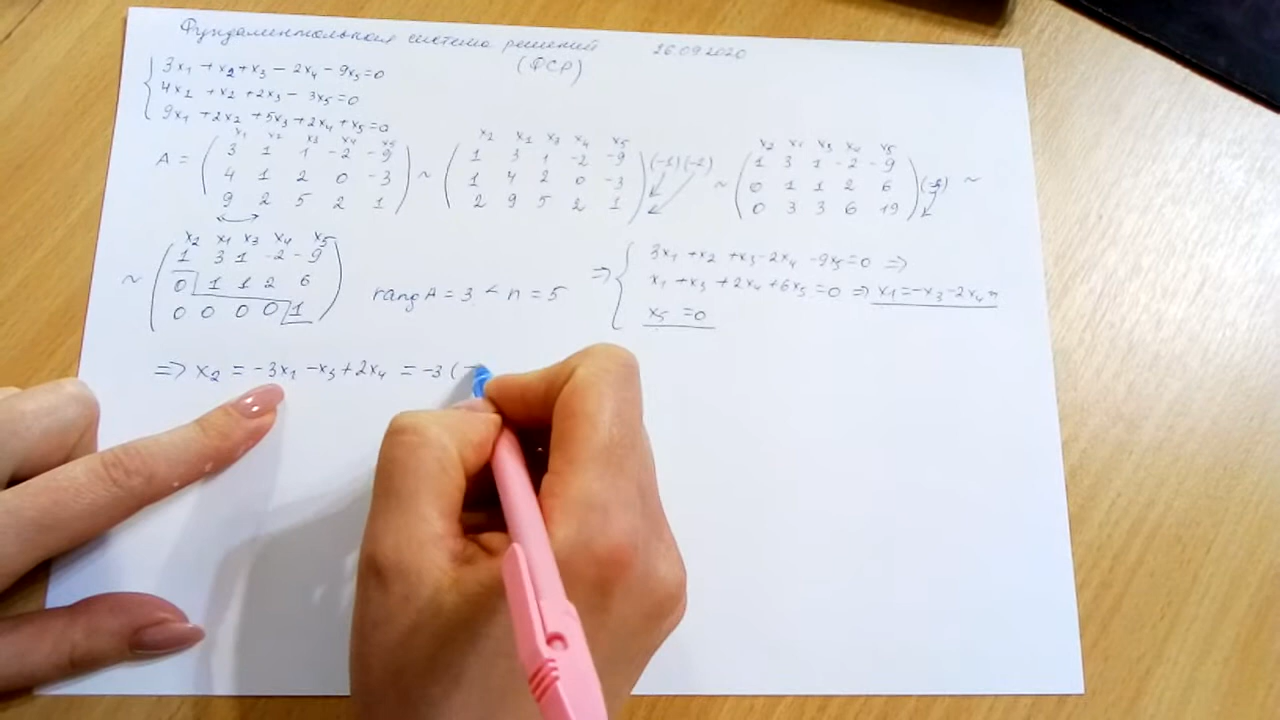 Фундаментальная система решений 26.09.2020
(ФСР)
3x₁ + x₂ + x₃ - 2x₄ - 9x₅ = 0
4x₁ + x₂ + 2x₃ - 3x₅ = 0
9x₁ + 2x₂ + 5x₃ + 2x₄ + x₅ = 0
x₁ x₂ x₃ x₄ x₅ x₂ x₁ x₃ x₄ x₅ x₂ x₁ x₃ x₄ x₅
3 1 1 -2 -9 1 3 1 -2 -9 (-1) (-2) 1 3 1 -2 -9
A = 4 1 2 0 -3 ~ 1 4 2 0 -3 ~ 0 1 1 2 6 (-3) ~
9 2 5 2 1 2 9 5 2 1 0 3 3 6 19
x₂ x₁ x₃ x₄ x₅
1 3 1 -2 -9
~ 0 1 1 2 6
0 0 0 0 1
rang A = 3 < n = 5
3x₁ + x₂ + x₃ - 2x₄ - 9x₅ = 0 ⇒
⇒ x₁ + x₃ + 2x₄ + 6x₅ = 0 ⇒ x₁ = -x₃ - 2x₄
x₅ = 0
⇒ x₂ = -3x₁ - x₃ + 2x₄ = -3 (-